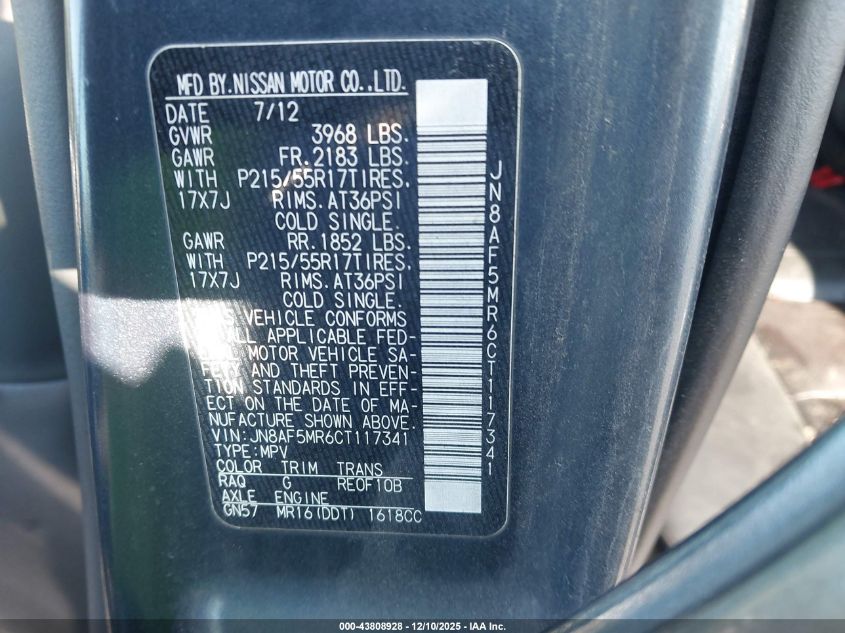 MFD BY.NISSAN MOTOR CO.,LTD.
DATE 7/12
GVWR 3968 LBS.
GAWR FR.2183 LBS.
WITH P215/55R17TIRES.
17X7J RIMS.AT36PSI
COLD SINGLE.
GAWR RR.1852 LBS.
WITH P215/55R17TIRES.
17X7J RIMS.AT36PSI
COLD SINGLE.
VEHICLE CONFORMS
ALL APPLICABLE FED-
MOTOR VEHICLE SA-
FETY AND THEFT PREVEN-
TION STANDARDS IN EFF-
ECT ON THE DATE OF MA-
NUFACTURE SHOWN ABOVE.
VIN:JN8AF5MR6CT117341
TYPE:MPV
COLOR TRIM TRANS
RAQ G RE0F10B
AXLE ENGINE
GN57 MR16(DDT) 1618CC
JN8AF5MR6CT117341
000-43808928 - 12/10/2025 - IAA Inc.